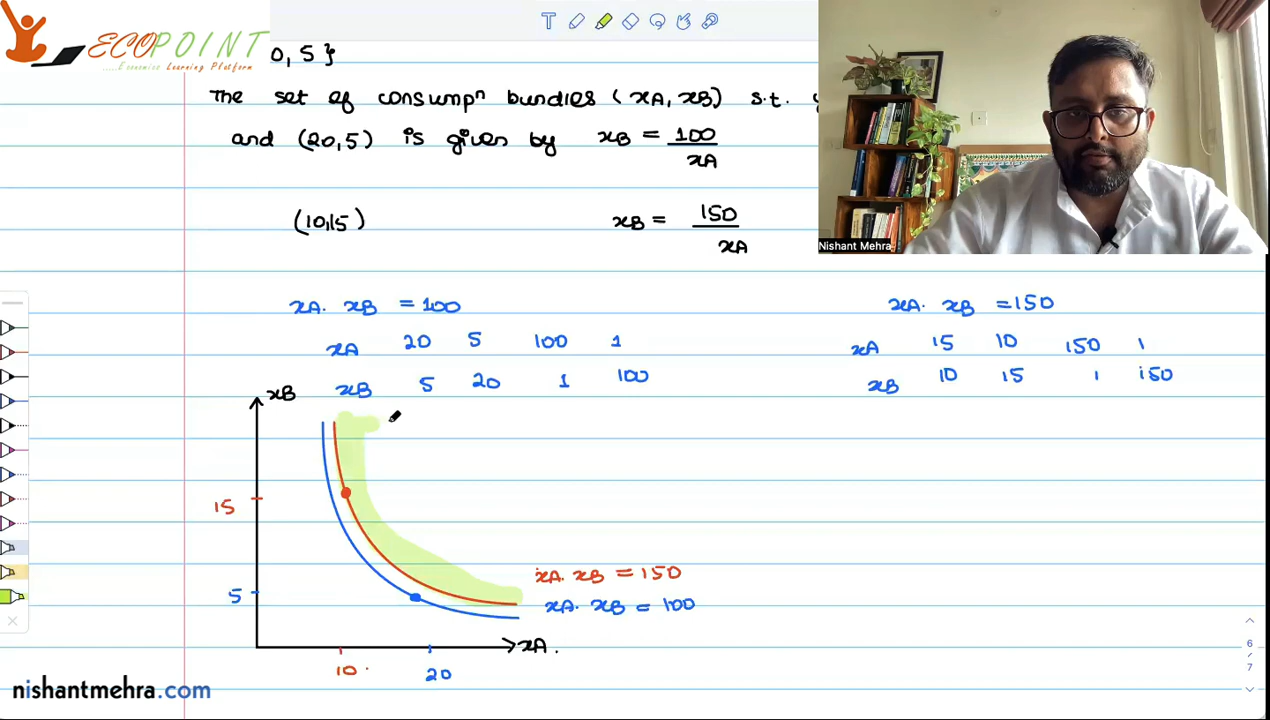 ECOPOINT
.....Economics Learning Platform
0, 5 }
The set of consumpⁿ bundles (xA, xB) s.t.
and (20,5) is given by xB = 100/xA
(10,15) xB = 150/xA
xA. xB = 100
xA 20 5 100 1
xB 5 20 1 100
xA. xB = 150
xA 15 10 150 1
xB 10 15 1 150
xB
15
5
xA. xB = 150
xA. xB = 100
xA.
10
20
Nishant Mehra
nishantmehra.com
6
/
7